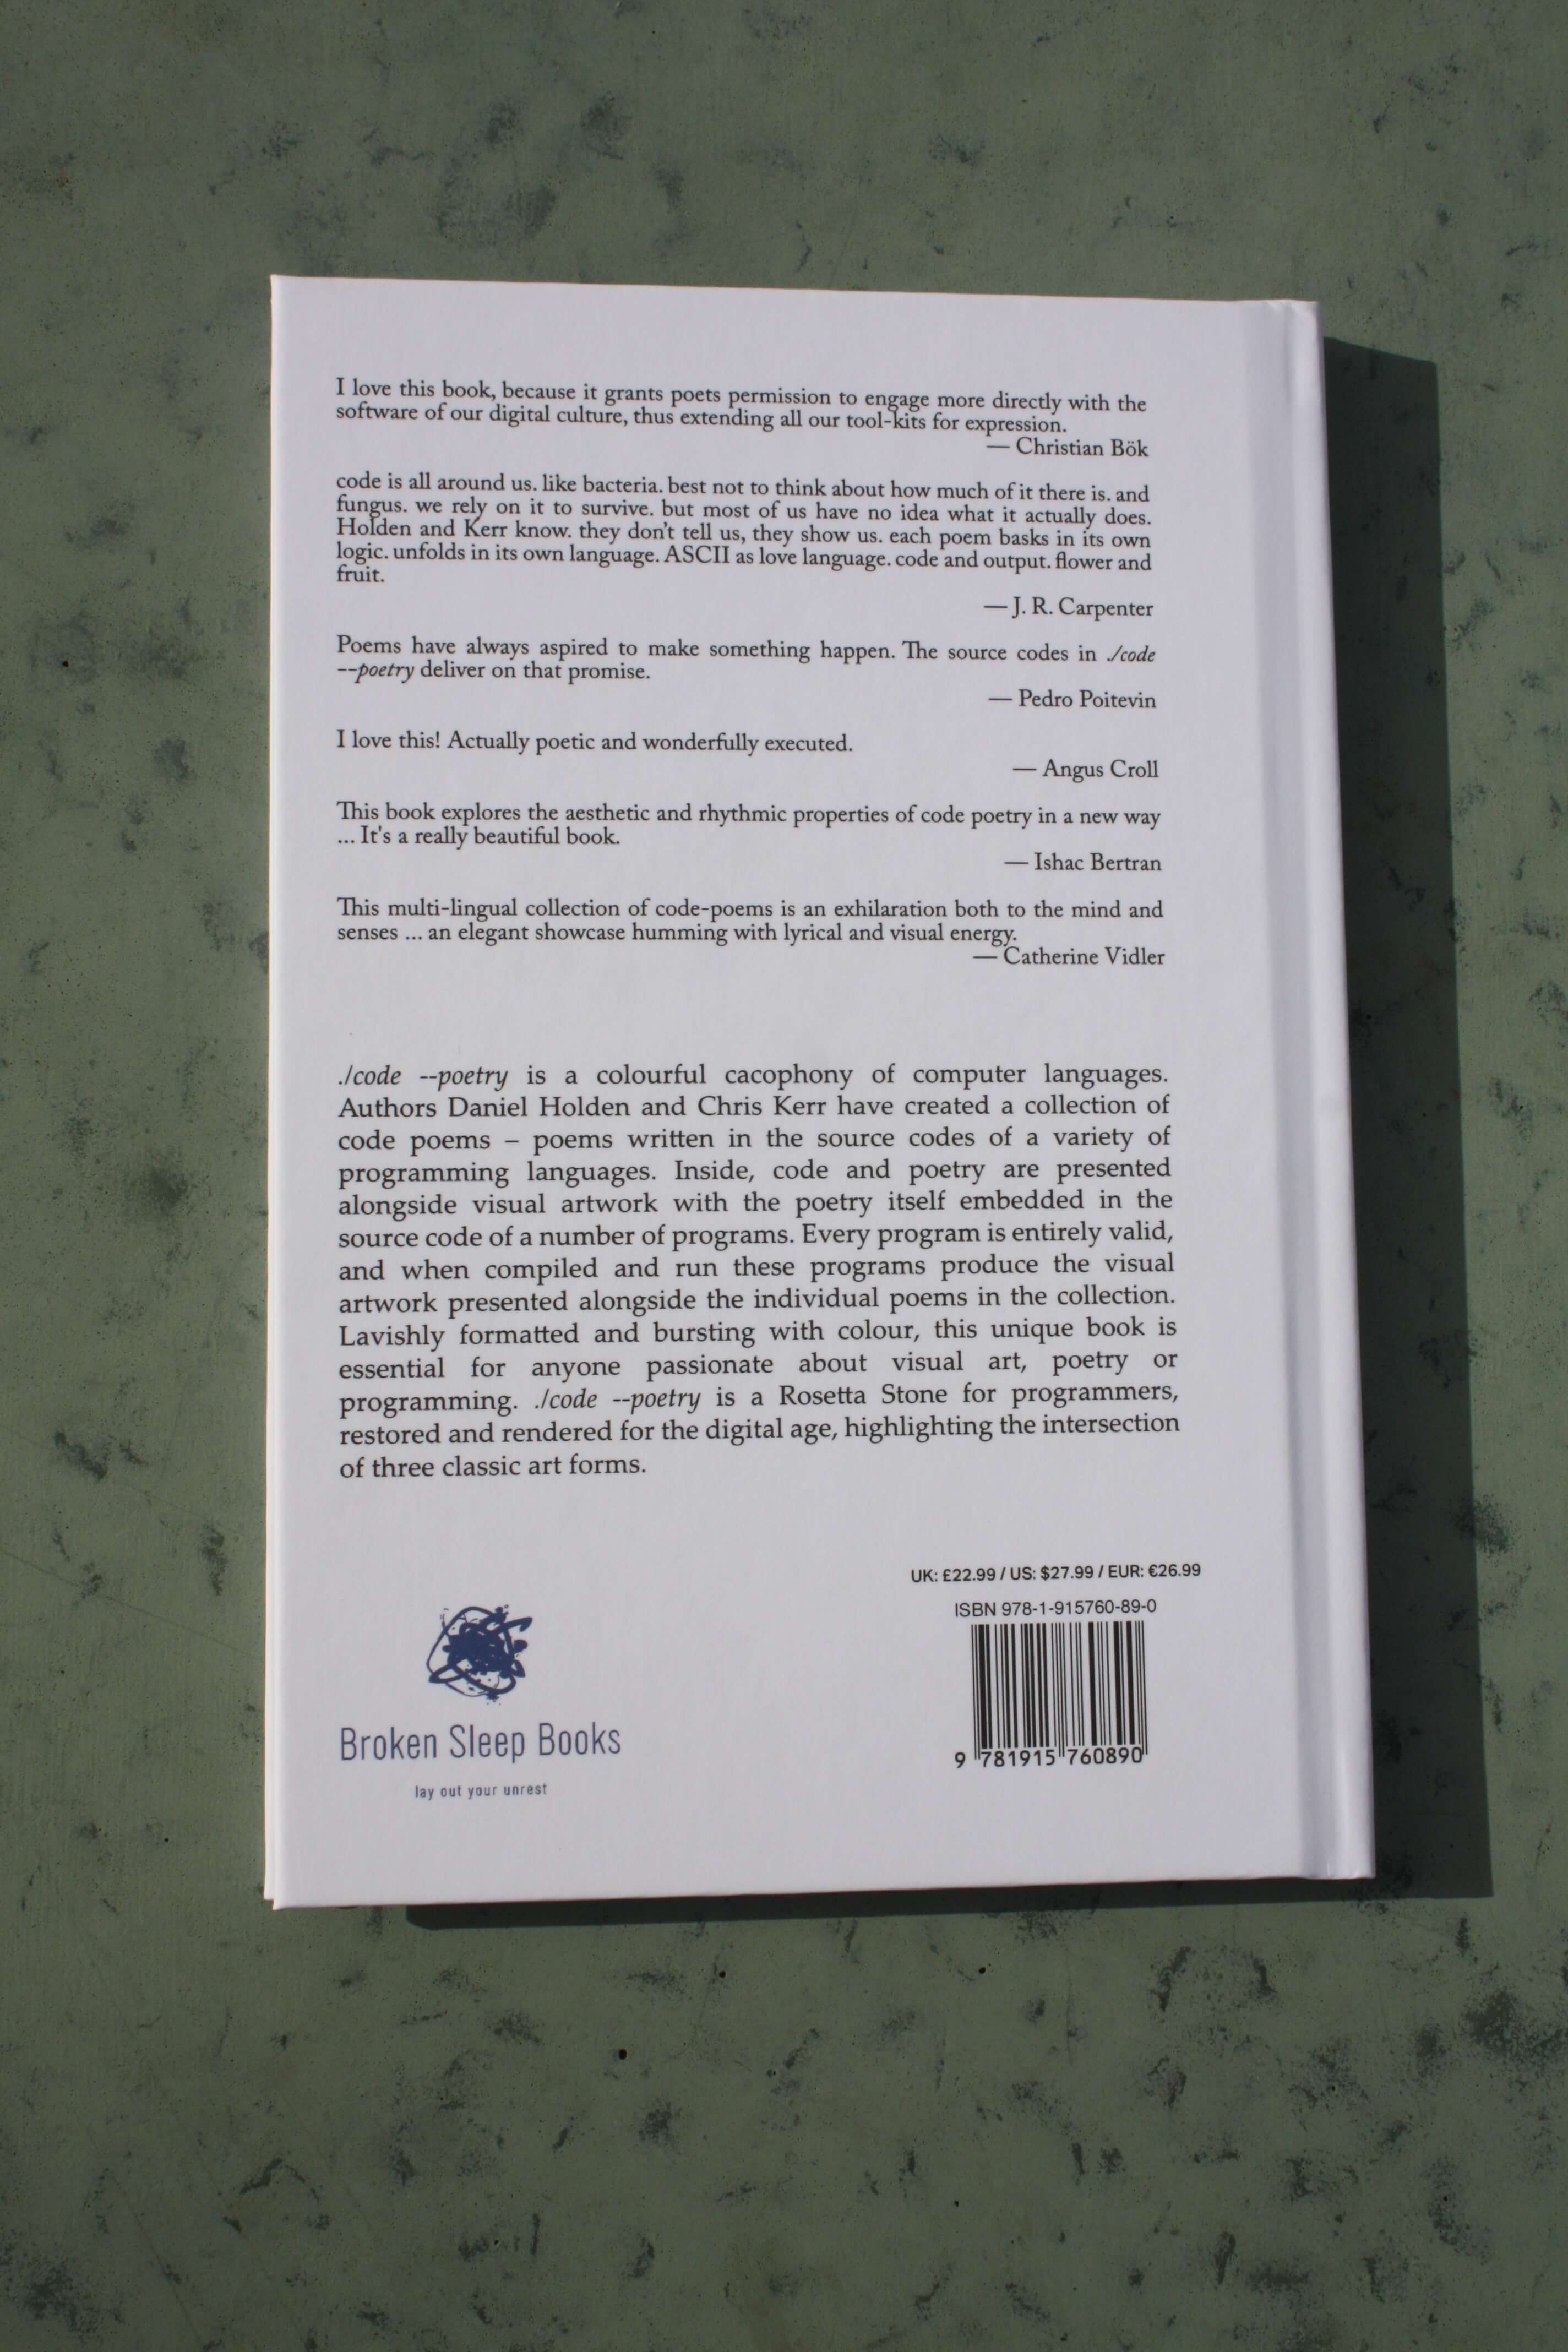 I love this book, because it grants poets permission to engage more directly with the
software of our digital culture, thus extending all our tool-kits for expression.
— Christian Bök
code is all around us. like bacteria. best not to think about how much of it there is. and
fungus. we rely on it to survive. but most of us have no idea what it actually does.
Holden and Kerr know. they don't tell us, they show us. each poem basks in its own
logic. unfolds in its own language. ASCII as love language. code and output. flower and
fruit.
— J. R. Carpenter
Poems have always aspired to make something happen. The source codes in ./code
--poetry deliver on that promise.
— Pedro Poitevin
I love this! Actually poetic and wonderfully executed.
— Angus Croll
This book explores the aesthetic and rhythmic properties of code poetry in a new way
... It's a really beautiful book.
— Ishac Bertran
This multi-lingual collection of code-poems is an exhilaration both to the mind and
senses ... an elegant showcase humming with lyrical and visual energy.
— Catherine Vidler
./code --poetry is a colourful cacophony of computer languages.
Authors Daniel Holden and Chris Kerr have created a collection of
code poems – poems written in the source codes of a variety of
programming languages. Inside, code and poetry are presented
alongside visual artwork with the poetry itself embedded in the
source code of a number of programs. Every program is entirely valid,
and when compiled and run these programs produce the visual
artwork presented alongside the individual poems in the collection.
Lavishly formatted and bursting with colour, this unique book is
essential for anyone passionate about visual art, poetry or
programming. ./code --poetry is a Rosetta Stone for programmers,
restored and rendered for the digital age, highlighting the intersection
of three classic art forms.
UK: £22.99 / US: $27.99 / EUR: €26.99
ISBN 978-1-915760-89-0
9 781915 760890
Broken Sleep Books
lay out your unrest